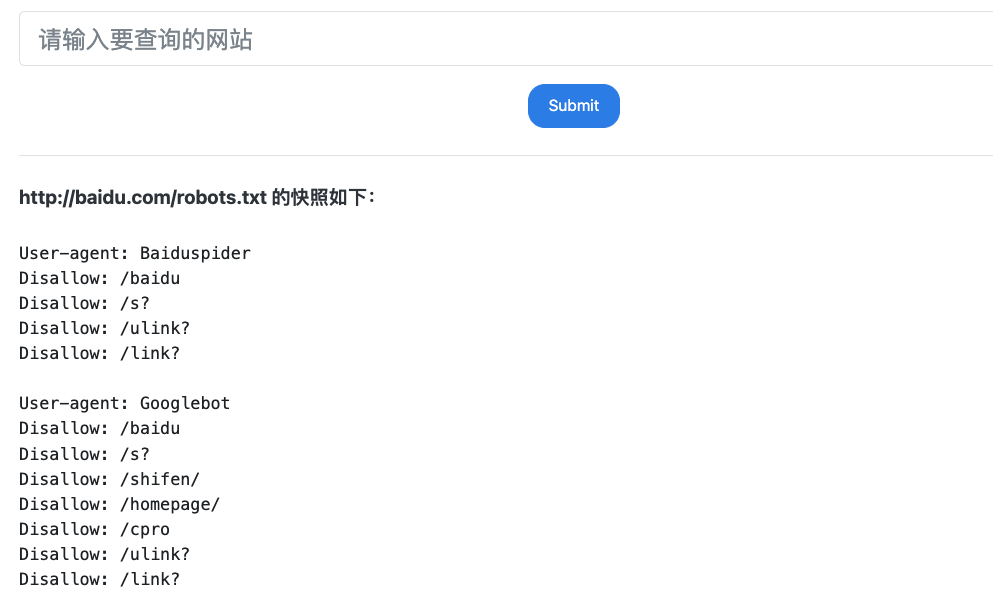 请输入要查询的网站
Submit
http://baidu.com/robots.txt 的快照如下:
User-agent: Baiduspider
Disallow: /baidu
Disallow: /s?
Disallow: /ulink?
Disallow: /link?
User-agent: Googlebot
Disallow: /baidu
Disallow: /s?
Disallow: /shifen/
Disallow: /homepage/
Disallow: /cpro
Disallow: /ulink?
Disallow: /link?